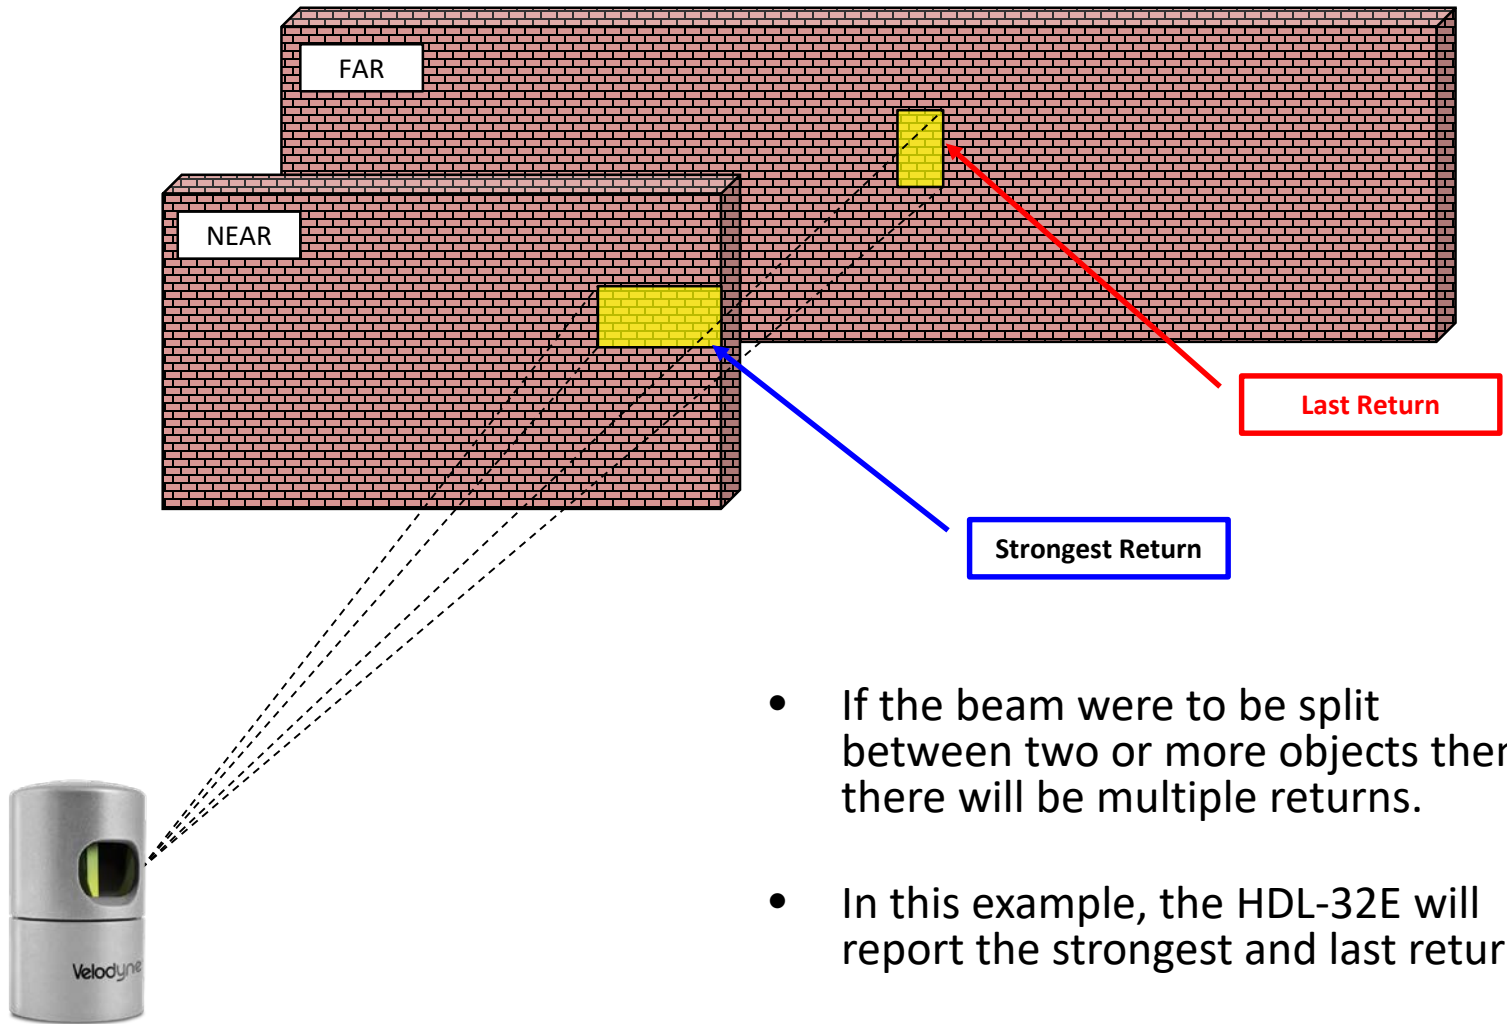 FAR
NEAR
Last Return
Strongest Return
• If the beam were to be split
between two or more objects then
there will be multiple returns.
• In this example, the HDL-32E will
report the strongest and last retur
Velodyne